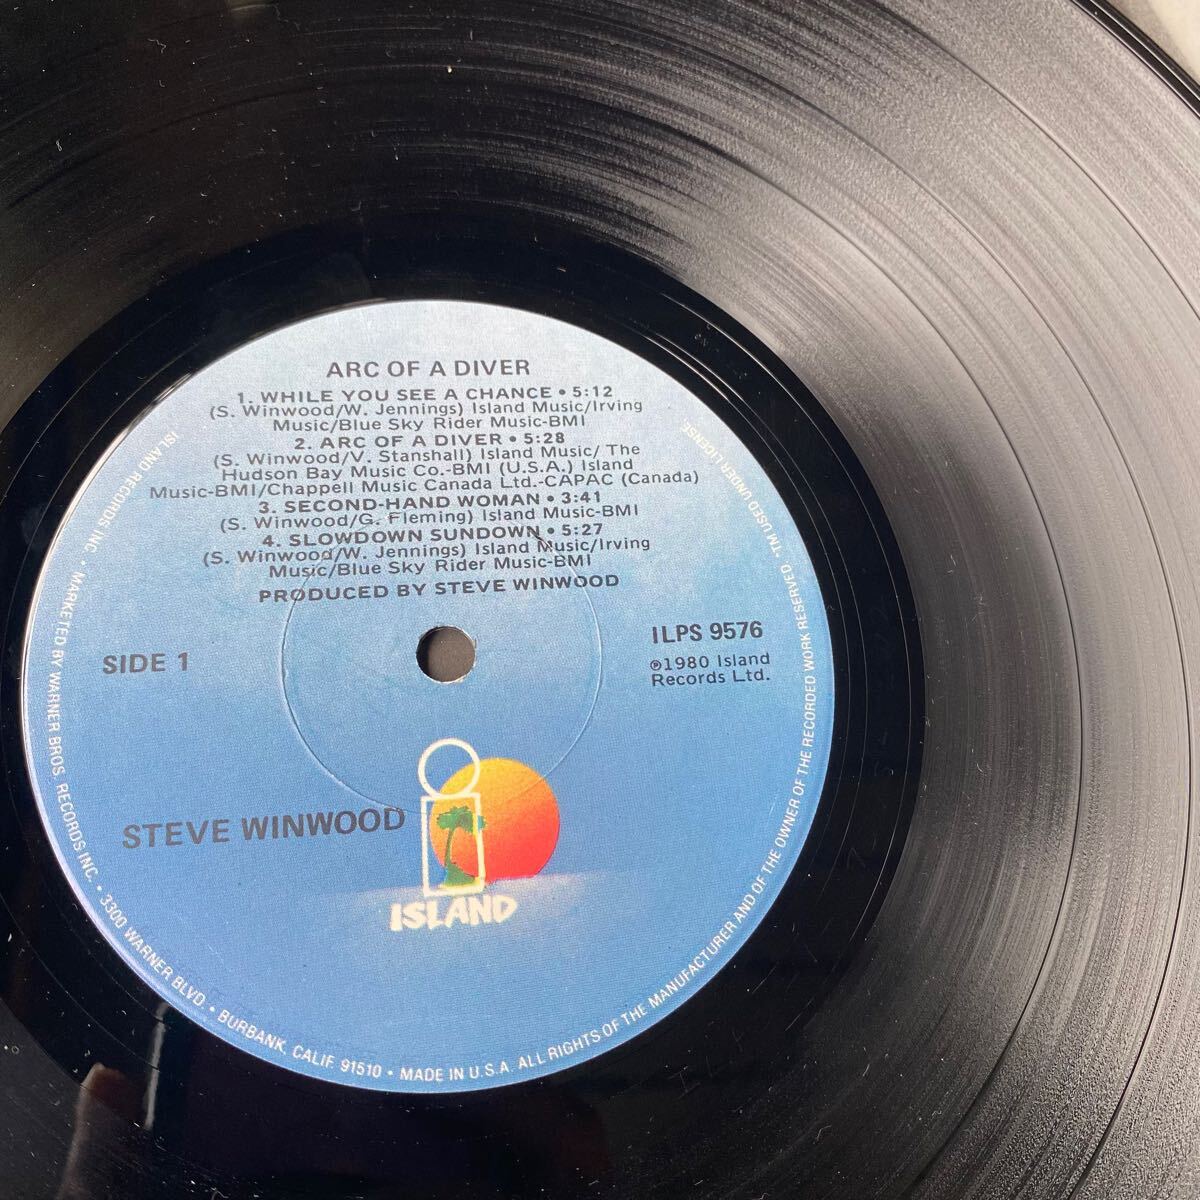 ARC OF A DIVER
1. WHILE YOU SEE A CHANCE • 5:12
(S. Winwood/W. Jennings) Island Music/Irving
Music/Blue Sky Rider Music-BMI
2. ARC OF A DIVER • 5:28
(S. Winwood/V. Stanshall) Island Music/ The
Hudson Bay Music Co.-BMI (U.S.A.) Island
Music-BMI/Chappell Music Canada Ltd.-CAPAC (Canada)
3. SECOND-HAND WOMAN • 3:41
(S. Winwood/G. Fleming) Island Music-BMI
4. SLOWDOWN SUNDOWN • 5:27
(S. Winwood/W. Jennings) Island Music/Irving
Music/Blue Sky Rider Music-BMI
PRODUCED BY STEVE WINWOOD
SIDE 1
ILPS 9576
℗1980 Island
Records Ltd.
STEVE WINWOOD
ISLAND
ISLAND RECORDS INC. • MARKETED BY WARNER BROS. RECORDS INC. • 3300 WARNER BLVD. • BURBANK, CALIF. 91510 • MADE IN U.S.A. ALL RIGHTS OF THE MANUFACTURER AND OF THE OWNER OF THE RECORDED WORK RESERVED. -TM USED UNDER LICENSE.